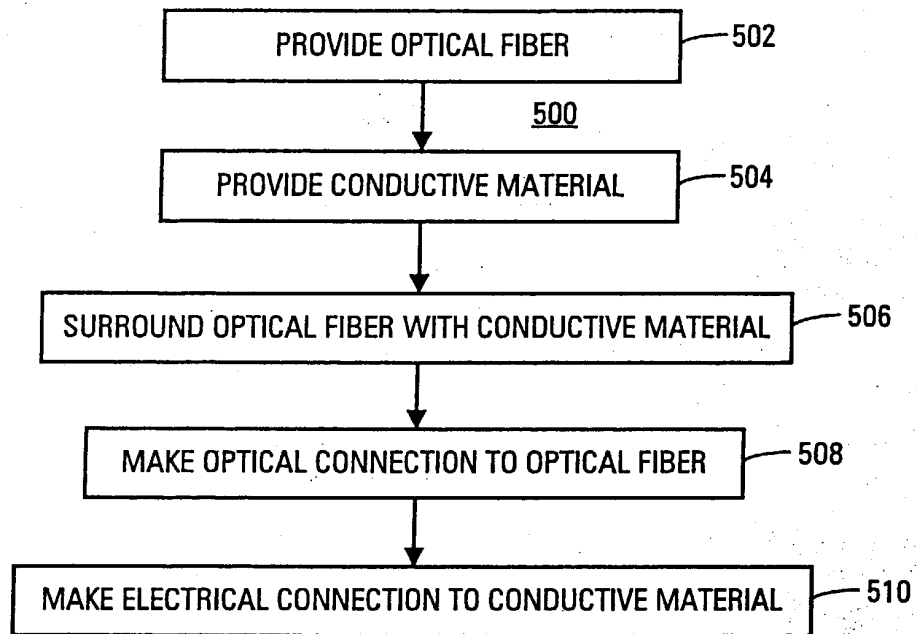 PROVIDE OPTICAL FIBER 502
500
PROVIDE CONDUCTIVE MATERIAL 504
SURROUND OPTICAL FIBER WITH CONDUCTIVE MATERIAL 506
MAKE OPTICAL CONNECTION TO OPTICAL FIBER 508
MAKE ELECTRICAL CONNECTION TO CONDUCTIVE MATERIAL 510